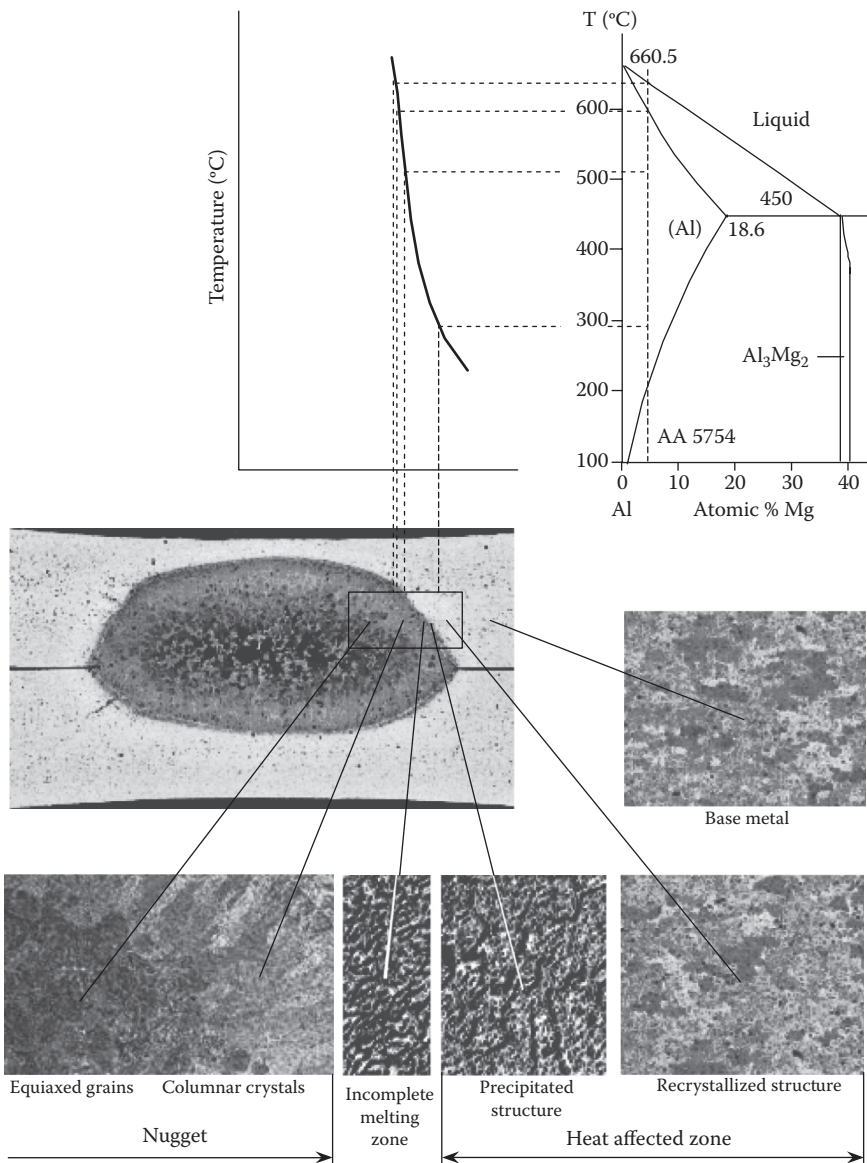 T (°C)
660.5
600
Liquid
500
450
(Al)
18.6
400
Temperature (°C)
300
Al₃Mg₂
200
AA 5754
100
0
10
20
30
40
Al
Atomic % Mg
Base metal
Equiaxed grains
Columnar crystals
Incomplete
melting
zone
Precipitated
structure
Recrystallized structure
Nugget
Heat affected zone